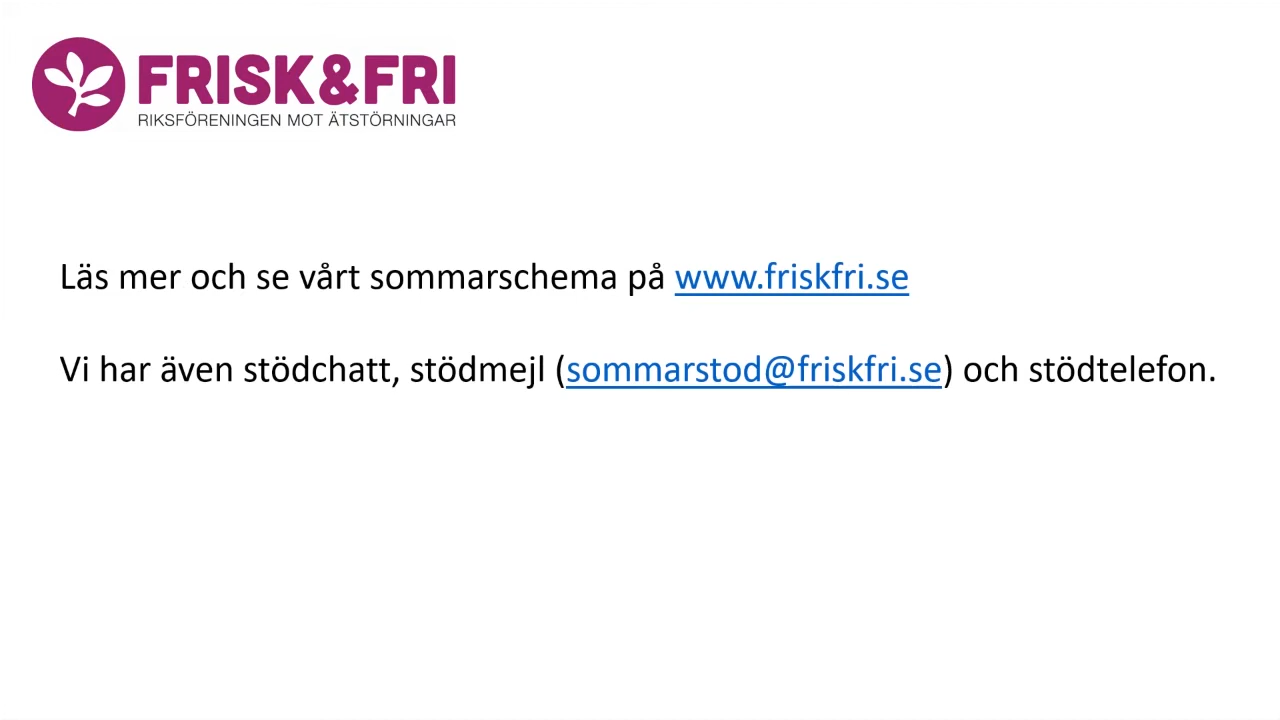 FRISK&FRI
RIKSFÖRENINGEN MOT ÄTSTÖRNINGAR
Läs mer och se vårt sommarschema på www.friskfri.se
Vi har även stödchatt, stödmejl (sommarstod@friskfri.se) och stödtelefon.